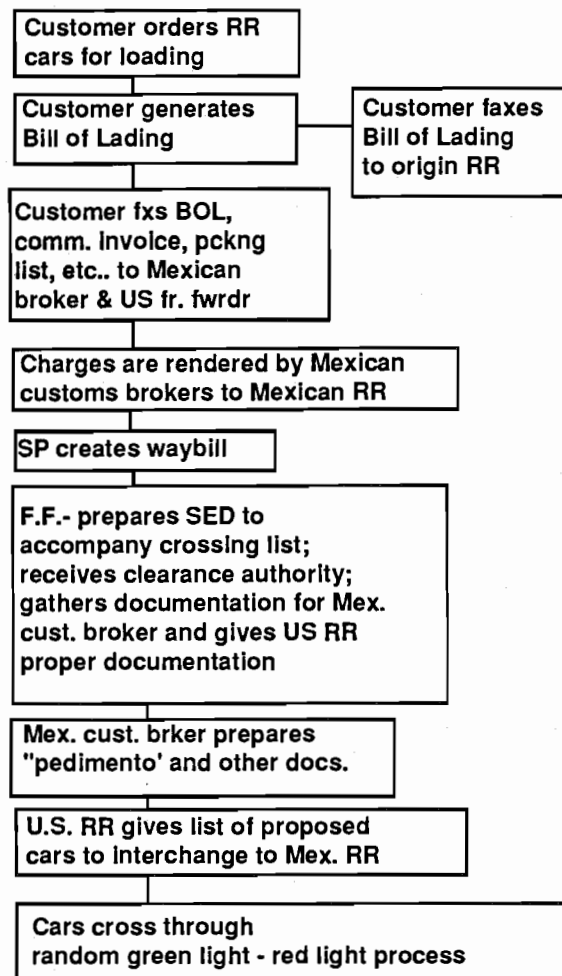 Customer orders RR
cars for loading
Customer generates
Bill of Lading
Customer faxes
Bill of Lading
to origin RR
Customer fxs BOL,
comm. invoice, pckng
list, etc.. to Mexican
broker & US fr. fwrdr
Charges are rendered by Mexican
customs brokers to Mexican RR
SP creates waybill
F.F.- prepares SED to
accompany crossing list;
receives clearance authority;
gathers documentation for Mex.
cust. broker and gives US RR
proper documentation
Mex. cust. brker prepares
"pedimento' and other docs.
U.S. RR gives list of proposed
cars to interchange to Mex. RR
Cars cross through
random green light - red light process